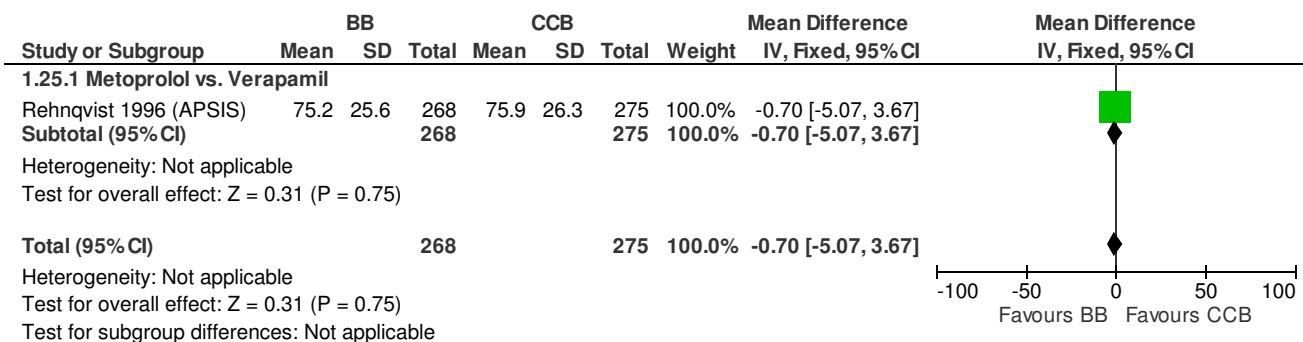 BB CCB Mean Difference Mean Difference
Study or Subgroup Mean SD Total Mean SD Total Weight IV, Fixed, 95% CI IV, Fixed, 95% CI
1.25.1 Metoprolol vs. Verapamil
Rehnqvist 1996 (APSIS) 75.2 25.6 268 75.9 26.3 275 100.0% -0.70 [-5.07, 3.67]
Subtotal (95% CI) 268 275 100.0% -0.70 [-5.07, 3.67]
Heterogeneity: Not applicable
Test for overall effect: Z = 0.31 (P = 0.75)
Total (95% CI) 268 275 100.0% -0.70 [-5.07, 3.67]
Heterogeneity: Not applicable
Test for overall effect: Z = 0.31 (P = 0.75)
Test for subgroup differences: Not applicable
-100 -50 0 50 100
Favours BB Favours CCB